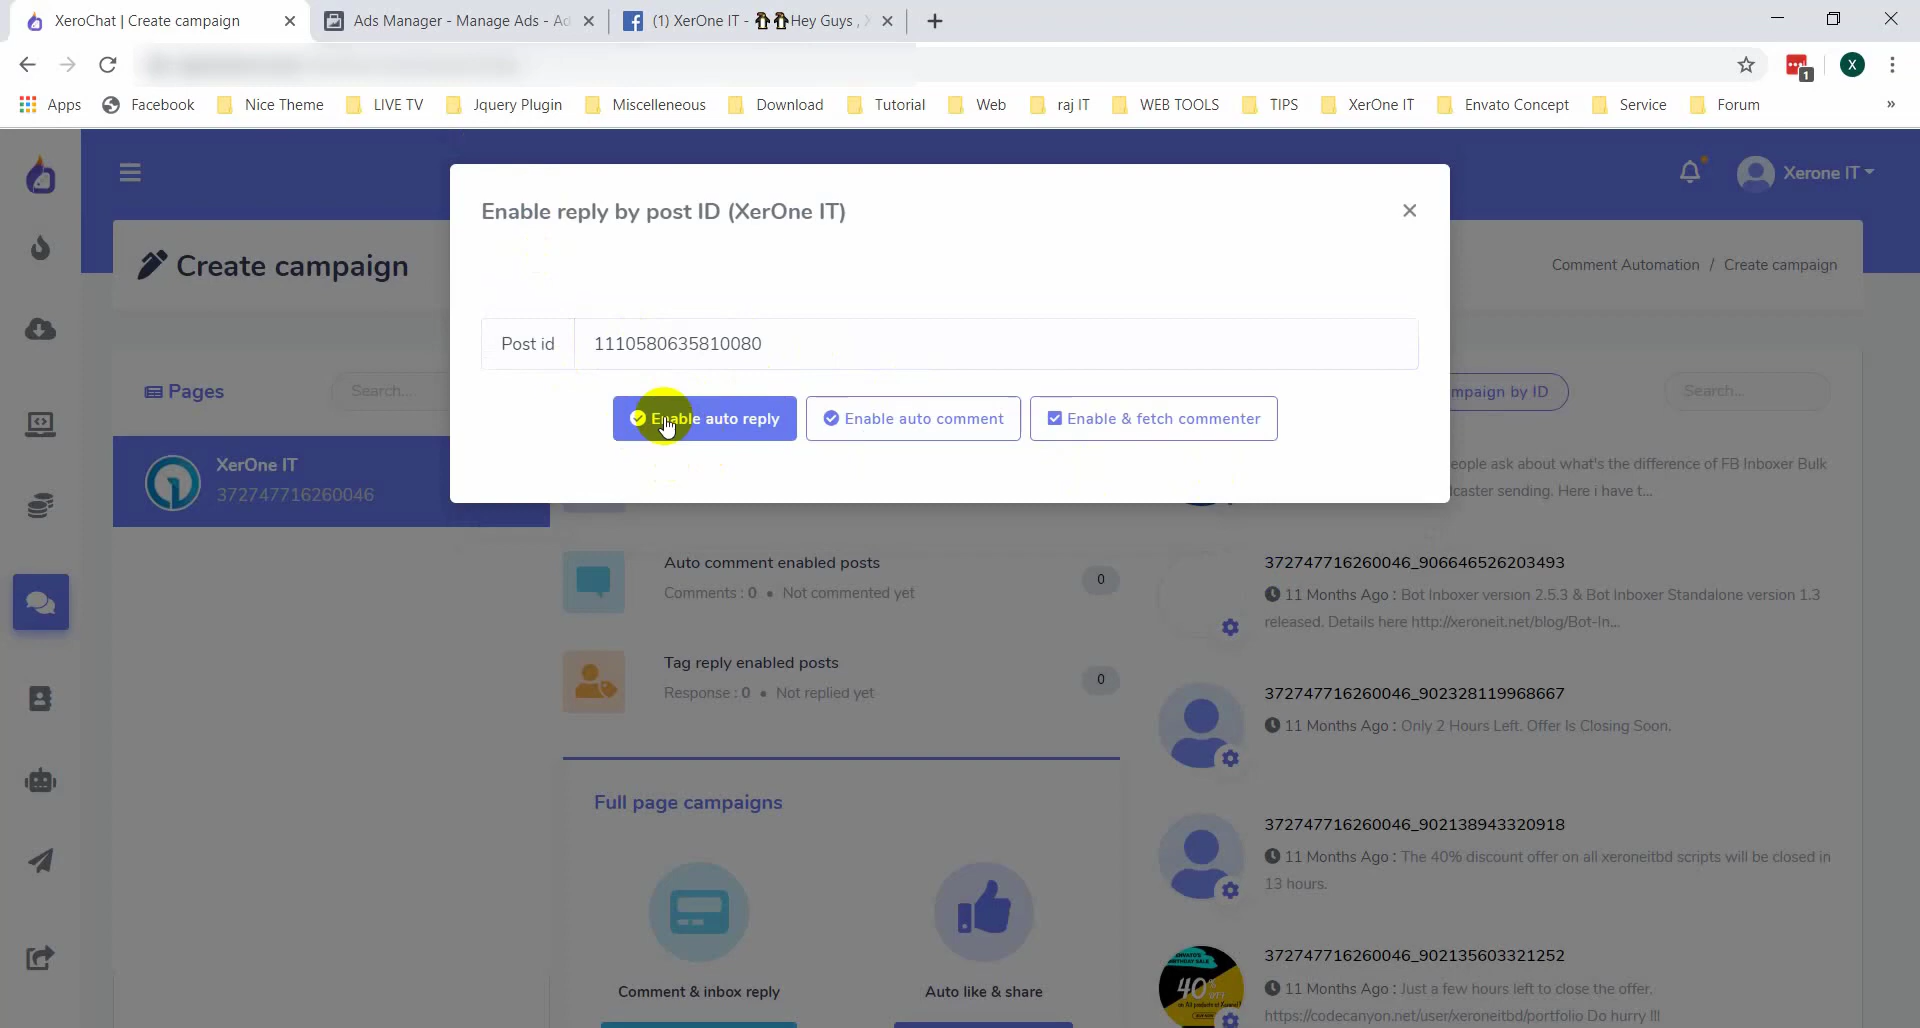 XeroChat | Create campaign
Ads Manager - Manage Ads - Ad
(1) XerOne IT - 🐧🐧Hey Guys ,
X
1
Apps
Facebook
Nice Theme
LIVE TV
Jquery Plugin
Miscelleneous
Download
Tutorial
Web
raj IT
WEB TOOLS
TIPS
XerOne IT
Envato Concept
Service
Forum
»
Xerone IT
Create campaign
Comment Automation / Create campaign
Enable reply by post ID (XerOne IT)
Post id
1110580635810080
Enable auto reply
Enable auto comment
Enable & fetch commenter
Pages
Search...
XerOne IT
372747716260046
Auto comment enabled posts
Comments : 0 • Not commented yet
0
Tag reply enabled posts
Response : 0 • Not replied yet
0
Full page campaigns
Comment & inbox reply
Auto like & share
mpaign by ID
Search...
eople ask about what's the difference of FB Inboxer Bulk
caster sending. Here i have t...
372747716260046_906646526203493
11 Months Ago : Bot Inboxer version 2.5.3 & Bot Inboxer Standalone version 1.3
released. Details here http://xeroneit.net/blog/Bot-In...
372747716260046_902328119968667
11 Months Ago : Only 2 Hours Left. Offer Is Closing Soon.
372747716260046_902138943320918
11 Months Ago : The 40% discount offer on all xeroneitbd scripts will be closed in
13 hours.
372747716260046_902135603321252
11 Months Ago : Just a few hours left to close the offer.
https://codecanyon.net/user/xeroneitbd/portfolio Do hurry !!!
40%